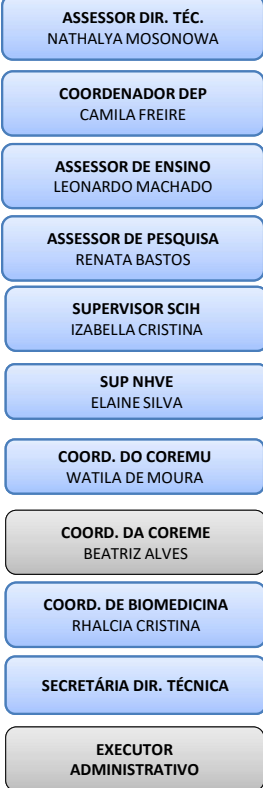 ASSESSOR DIR. TÉC.
NATHALYA MOSONOWA
COORDENADOR DEP
CAMILA FREIRE
ASSESSOR DE ENSINO
LEONARDO MACHADO
ASSESSOR DE PESQUISA
RENATA BASTOS
SUPERVISOR SCIH
IZABELLA CRISTINA
SUP NHVE
ELAINE SILVA
COORD. DO COREMU
WATILA DE MOURA
COORD. DA COREME
BEATRIZ ALVES
COORD. DE BIOMEDICINA
RHALCIA CRISTINA
SECRETÁRIA DIR. TÉCNICA
EXECUTOR
ADMINISTRATIVO